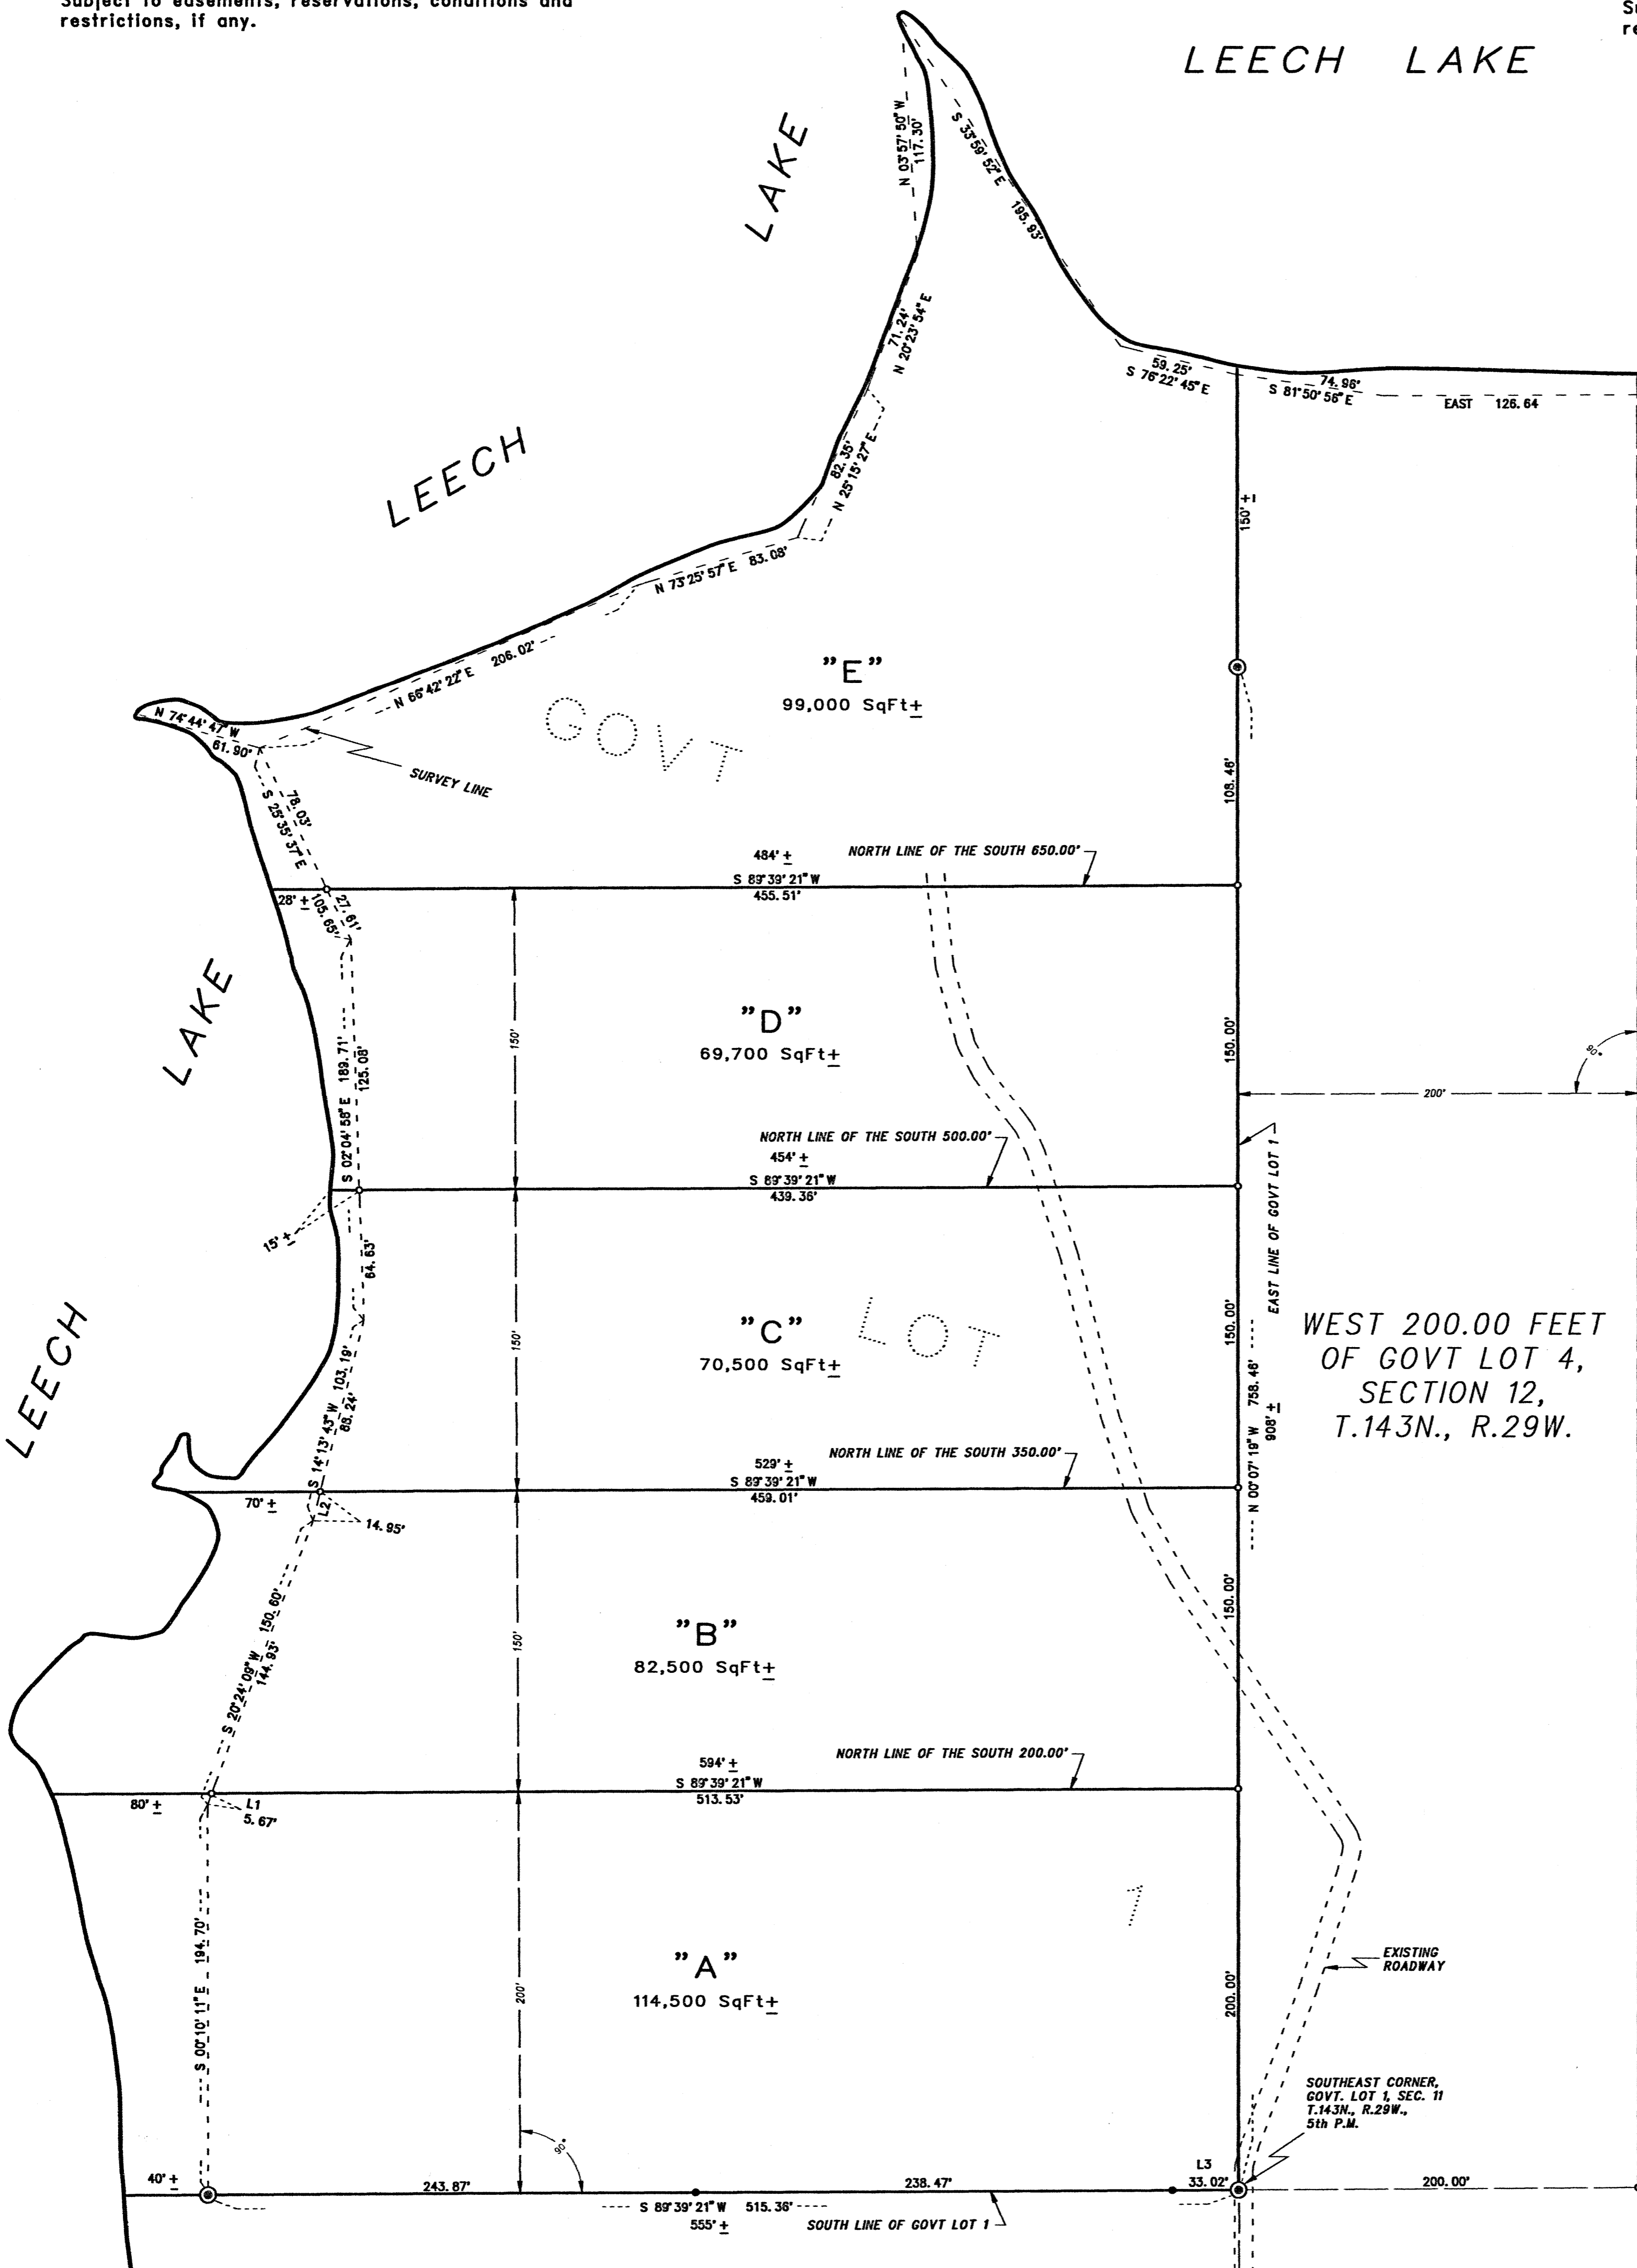 Subject to easements, reservations, conditions and
restrictions, if any.
LEECH LAKE
LAKE
LEECH
N 03°57'50" W
117.30'
S 33°59'52" E 195.93'
71.24'
N 20°23'54" E
59.25'
S 76°22'45" E
74.96'
S 81°50'56" E
EAST 126.64
82.35'
N 25°15'27" E
150' ±
N 73°25'57" E 83.08'
N 66°42'22" E 206.02'
"E"
99,000 SqFt±
N 74°44'47" W
61.90'
GOVT
SURVEY LINE
78.03'
S 25°35'37" E
108.46'
484' ±
NORTH LINE OF THE SOUTH 650.00'
S 89°39'21" W
455.51'
28' ±
27.61'
105.65'
LAKE
"D"
69,700 SqFt±
150'
150.00'
S 02°04'58" E 189.71'
125.08'
90°
200'
NORTH LINE OF THE SOUTH 500.00'
454' ±
S 89°39'21" W
439.36'
15' ±
64.63'
EAST LINE OF GOVT LOT 1
LEECH
"C"
70,500 SqFt±
LOT
150'
150.00'
WEST 200.00 FEET
OF GOVT LOT 4,
SECTION 12,
T.143N., R.29W.
S 14°13'43" W 103.19'
88.24'
N 00°07'19" W 758.46'
908' ±
NORTH LINE OF THE SOUTH 350.00'
529' ±
S 89°39'21" W
459.01'
70' ±
L2
14.95'
S 20°24'09" W 150.60'
144.93'
150'
150.00'
"B"
82,500 SqFt±
NORTH LINE OF THE SOUTH 200.00'
594' ±
S 89°39'21" W
513.53'
80' ±
L1
5.67'
1
S 00°10'11" E 194.70'
"A"
114,500 SqFt±
200'
200.00'
EXISTING
ROADWAY
SOUTHEAST CORNER,
GOVT. LOT 1, SEC. 11
T.143N., R.29W.,
5th P.M.
90°
40' ±
243.87'
238.47'
L3
33.02'
200.00'
S 89°39'21" W 515.36'
555' ±
SOUTH LINE OF GOVT LOT 1